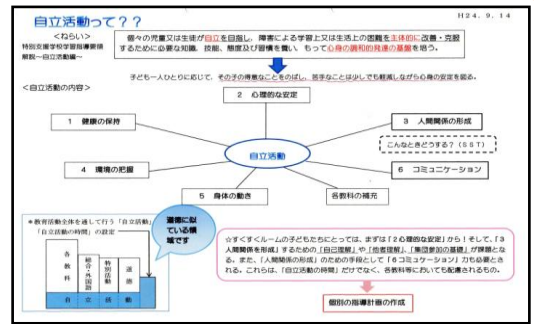 自立活動って？？
Ｈ２４．９．１４
＜ねらい＞
特別支援学校学習指導要領
解説～自立活動編～
個々の児童又は生徒が自立を目指し、障害による学習上又は生活上の困難を主体的に改善・克服
するために必要な知識、技能、態度及び習慣を養い、もって心身の調和的発達の基盤を培う。
子ども一人ひとりに応じて、その子の得意なことをのばし、苦手なことは少しでも軽減しながら心身の安定を図る。
＜自立活動の内容＞
２　心理的な安定
１　健康の保持
３　人間関係の形成
こんなときどうする？（ＳＳＴ）
自立活動
４　環境の把握
６　コミュニケーション
５　身体の動き
各教科の補充
＊教育活動全体を通して行う「自立活動」
「自立活動の時間」の設定
道徳に似
ている領
域です
各教科
総合・外国語
特別活動
道徳
自立活動
☆すくすくルームの子どもたちにとっては、まずは「２心理的な安定」から！そして、「３
人間関係を形成」するための「自己理解」や「他者理解」、「集団参加の基礎」が課題とな
る。また、「人間関係の形成」のための手段として「６コミュニケーション」力も必要とさ
れる。これらは、「自立活動の時間」だけでなく、各教科等においても配慮されるもの。
個別の指導計画の作成